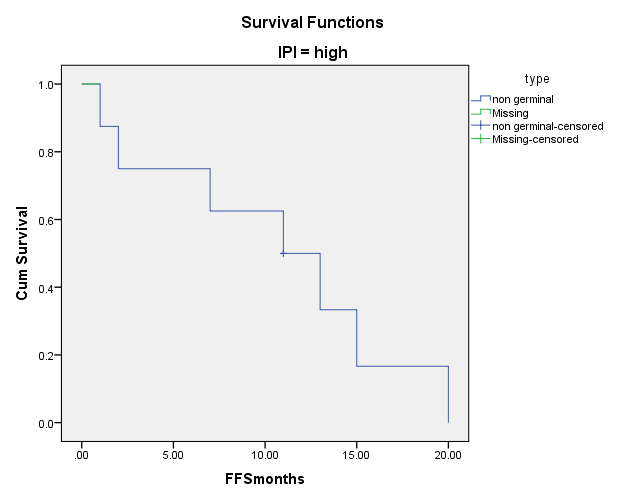 Survival Functions
IPI = high
type
non germinal
Missing
non germinal-censored
Missing-censored
Cum Survival
1.0
0.8
0.6
0.4
0.2
0.0
.00 5.00 10.00 15.00 20.00
FFSmonths